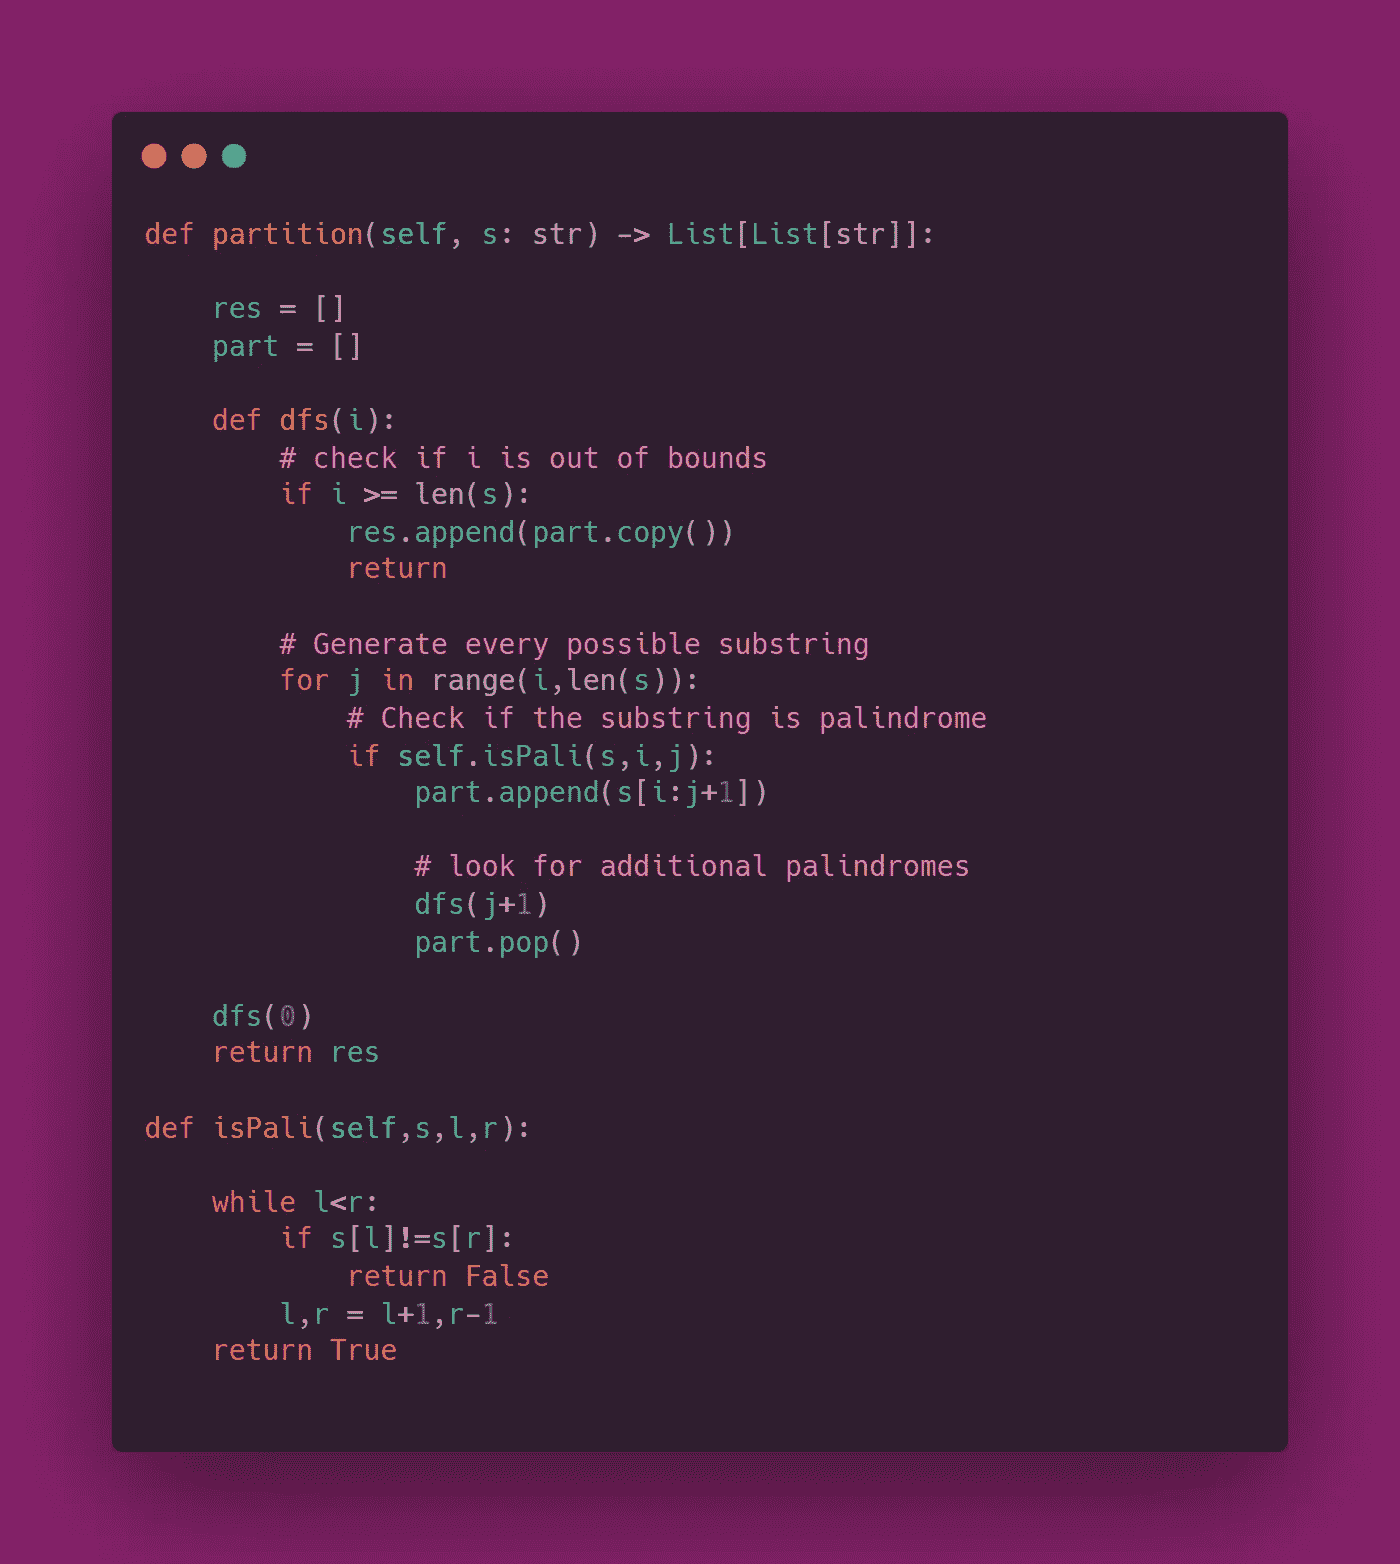 def partition(self, s: str) -> List[List[str]]:
    res = []
    part = []
    def dfs(i):
        # check if i is out of bounds
        if i >= len(s):
            res.append(part.copy())
            return
        # Generate every possible substring
        for j in range(i,len(s)):
            # Check if the substring is palindrome
            if self.isPali(s,i,j):
                part.append(s[i:j+1])
                # look for additional palindromes
                dfs(j+1)
                part.pop()
    dfs(0)
    return res
def isPali(self,s,l,r):
    while l<r:
        if s[l]!=s[r]:
            return False
        l,r = l+1,r-1
    return True